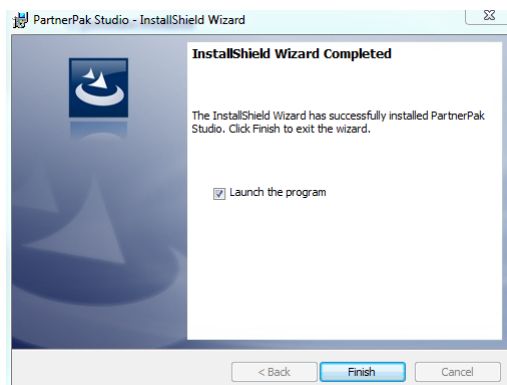 PartnerPak Studio - InstallShield Wizard
InstallShield Wizard Completed
The InstallShield Wizard has successfully installed PartnerPak
Studio. Click Finish to exit the wizard.
Launch the program
< Back
Finish
Cancel